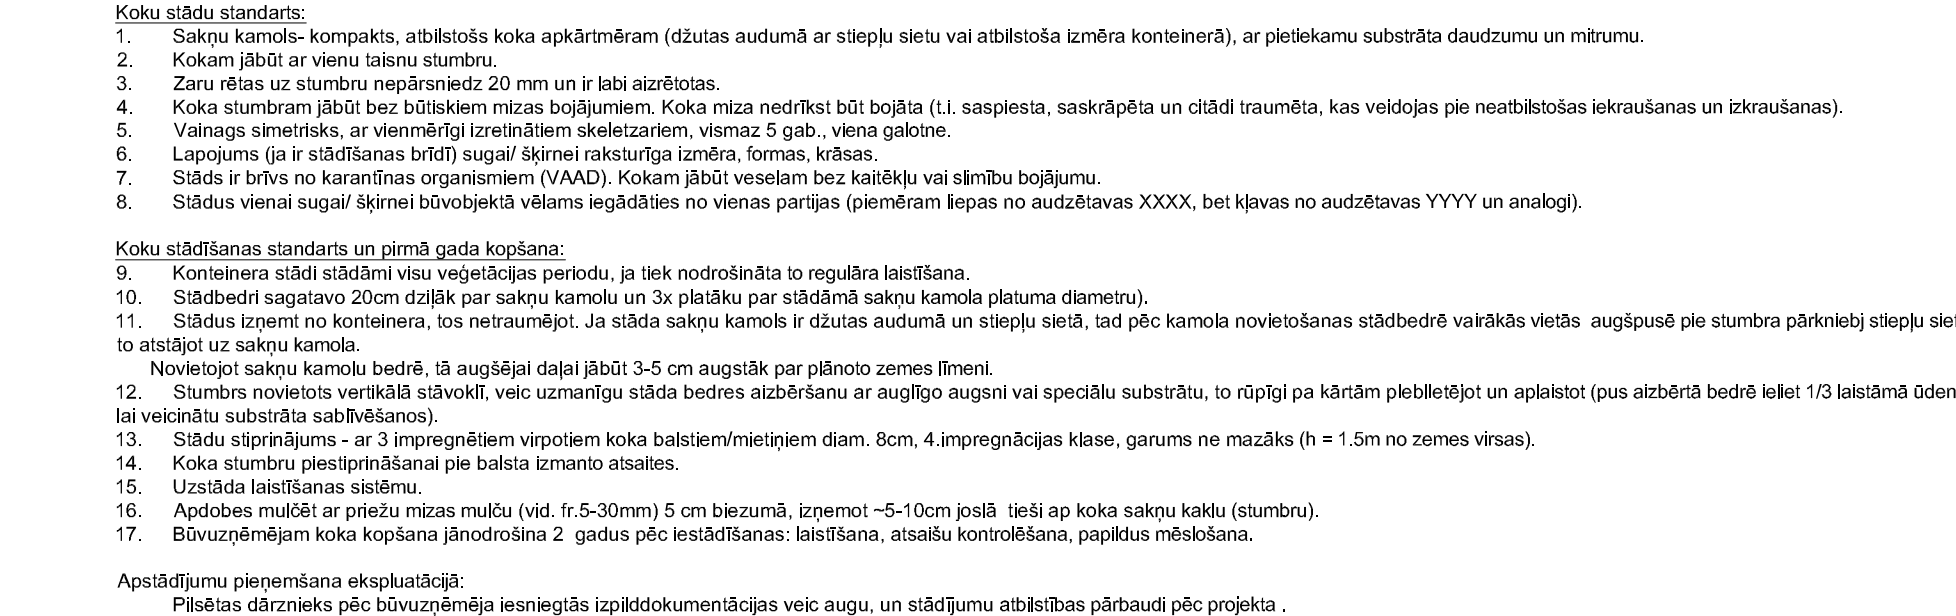 Koku stādu standarts:
1. Sakņu kamols- kompakts, atbilstošs koka apkārtmēram (džutas audumā ar stiepļu sietu vai atbilstoša izmēra konteinerā), ar pietiekamu substrāta daudzumu un mitrumu.
2. Kokam jābūt ar vienu taisnu stumbru.
3. Zaru rētas uz stumbru nepārsniedz 20 mm un ir labi aizrētotas.
4. Koka stumbram jābūt bez būtiskiem mizas bojājumiem. Koka miza nedrīkst būt bojāta (t.i. saspiesta, saskrāpēta un citādi traumēta, kas veidojas pie neatbilstošas iekraušanas un izkraušanas).
5. Vainags simetrisks, ar vienmērīgi izretinātiem skeletzariem, vismaz 5 gab., viena galotne.
6. Lapojums (ja ir stādīšanas brīdī) sugai/ šķirnei raksturīga izmēra, formas, krāsas.
7. Stāds ir brīvs no karantīnas organismiem (VAAD). Kokam jābūt veselam bez kaitēkļu vai slimību bojājumu.
8. Stādus vienai sugai/ šķirnei būvobjektā vēlams iegādāties no vienas partijas (piemēram liepas no audzētavas XXXX, bet kļavas no audzētavas YYYY un analogi).
Koku stādīšanas standarts un pirmā gada kopšana:
9. Konteinera stādi stādāmi visu veģetācijas periodu, ja tiek nodrošināta to regulāra laistīšana.
10. Stādbedri sagatavo 20cm dziļāk par sakņu kamolu un 3x platāku par stādāmā sakņu kamola platuma diametru).
11. Stādus izņemt no konteinera, tos netraumējot. Ja stāda sakņu kamols ir džutas audumā un stiepļu sietā, tad pēc kamola novietošanas stādbedrē vairākās vietās augšpusē pie stumbra pārkniebj stiepļu siet
to atstājot uz sakņu kamola.
Novietojot sakņu kamolu bedrē, tā augšējai daļai jābūt 3-5 cm augstāk par plānoto zemes līmeni.
12. Stumbrs novietots vertikālā stāvoklī, veic uzmanīgu stāda bedres aizbēršanu ar auglīgo augsni vai speciālu substrātu, to rūpīgi pa kārtām pleblletējot un aplaistot (pus aizbērtā bedrē ieliet 1/3 laistāmā ūden
lai veicinātu substrāta sablīvēšanos).
13. Stādu stiprinājums - ar 3 impregnētiem virpotiem koka balstiem/mietiņiem diam. 8cm, 4.impregnācijas klase, garums ne mazāks (h = 1.5m no zemes virsas).
14. Koka stumbru piestiprināšanai pie balsta izmanto atsaites.
15. Uzstāda laistīšanas sistēmu.
16. Apdobes mulčēt ar priežu mizas mulču (vid. fr.5-30mm) 5 cm biezumā, izņemot ~5-10cm joslā tieši ap koka sakņu kaklu (stumbru).
17. Būvuzņēmējam koka kopšana jānodrošina 2 gadus pēc iestādīšanas: laistīšana, atsaišu kontrolēšana, papildus mēslošana.
Apstādījumu pieņemšana ekspluatācijā:
Pilsētas dārznieks pēc būvuzņēmēja iesniegtās izpilddokumentācijas veic augu, un stādījumu atbilstības pārbaudi pēc projekta .